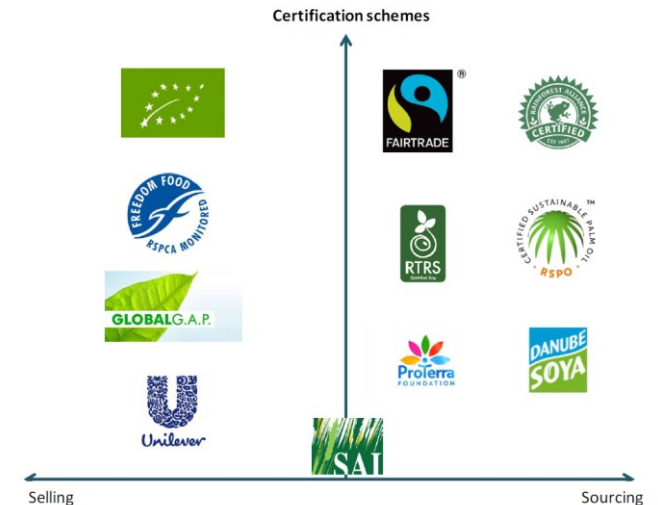 Certification schemes
FAIRTRADE
®
RAINFOREST ALLIANCE
CERTIFIED
EST. 1987
FREEDOM FOOD
RSPCA MONITORED
RTRS
Certified Soy
CERTIFIED SUSTAINABLE PALM OIL
TM
RSPO
GLOBALG.A.P.
Unilever
ProTerra
FOUNDATION
DANUBE
SOYA
SAI
Selling
Sourcing